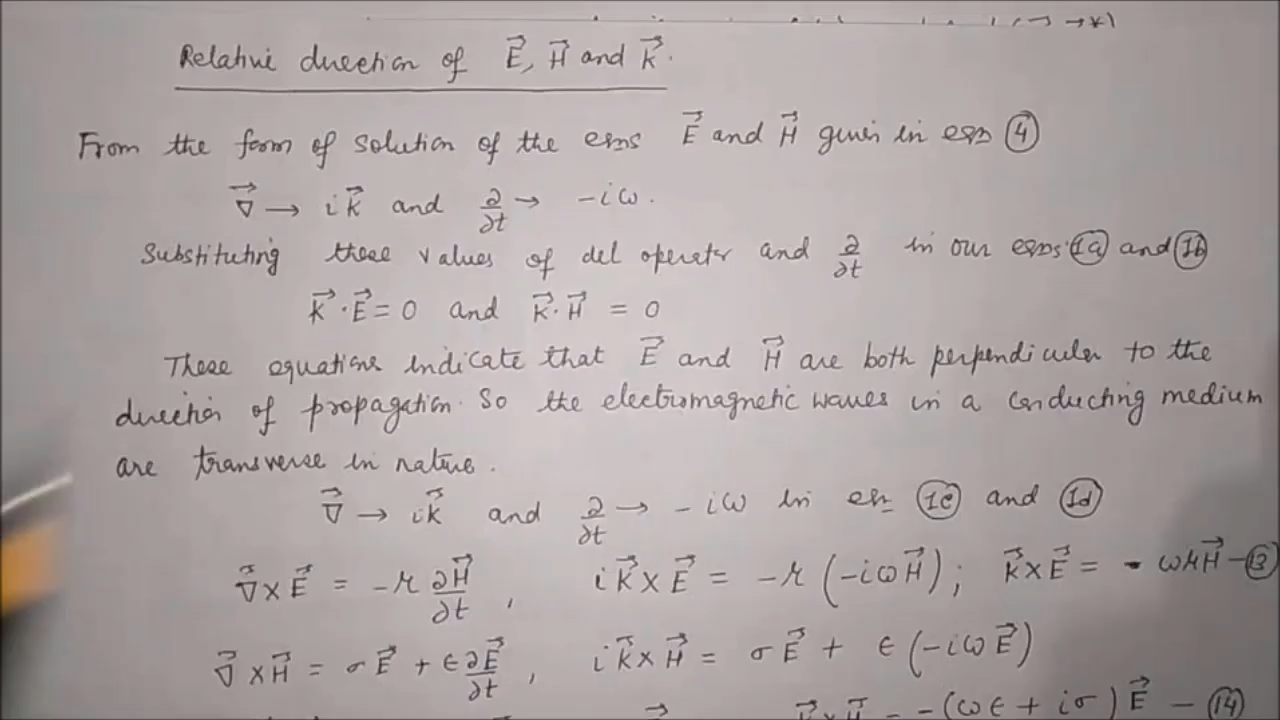 Relative direction of E⃗, H⃗ and K⃗.
From the form of solution of the eqns E⃗ and H⃗ given in eqn ④
∇⃗ → iK⃗ and ∂/∂t → -iω.
Substituting these values of del operator and ∂/∂t in our eqns (1a) and (1b)
K⃗·E⃗ = 0 and K⃗·H⃗ = 0
These equations indicate that E⃗ and H⃗ are both perpendicular to the
direction of propagation. So the electromagnetic waves in a conducting medium
are transverse in nature.
∇⃗ → ik⃗ and ∂/∂t → -iω in eqn (1c) and (1d)
∇⃗×E⃗ = -μ ∂H⃗/∂t, iK⃗×E⃗ = -μ(-iωH⃗); K⃗×E⃗ = - ωμH⃗ - (13)
∇⃗×H⃗ = σE⃗ + ϵ ∂E⃗/∂t, iK⃗×H⃗ = σE⃗ + ϵ(-iωE⃗)
K⃗×H⃗ = -(ωϵ + iσ)E⃗ - (14)